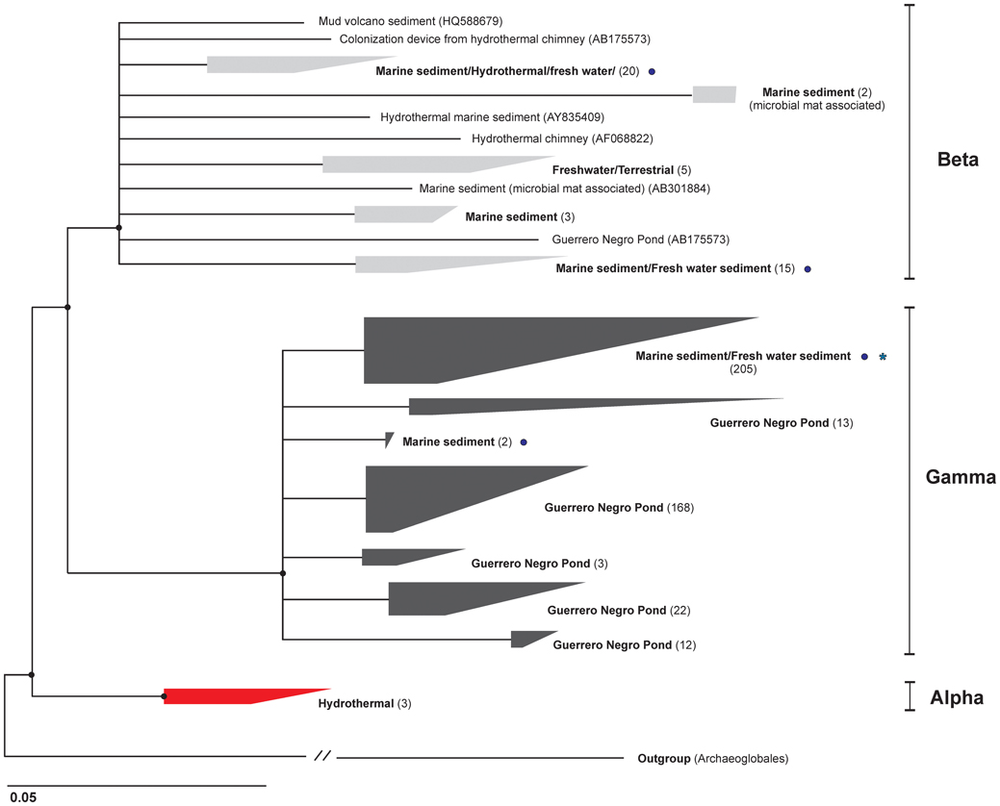 Mud volcano sediment (HQ588679)
Colonization device from hydrothermal chimney (AB175573)
Marine sediment/Hydrothermal/fresh water/ (20)
Marine sediment (2)
(microbial mat associated)
Hydrothermal marine sediment (AY835409)
Hydrothermal chimney (AF068822)
Freshwater/Terrestrial (5)
Marine sediment (microbial mat associated) (AB301884)
Marine sediment (3)
Guerrero Negro Pond (AB175573)
Marine sediment/Fresh water sediment (15)
Beta
Marine sediment/Fresh water sediment *
(205)
Guerrero Negro Pond (13)
Marine sediment (2)
Guerrero Negro Pond (168)
Guerrero Negro Pond (3)
Guerrero Negro Pond (22)
Guerrero Negro Pond (12)
Gamma
Hydrothermal (3)
Alpha
//
Outgroup (Archaeoglobales)
0.05